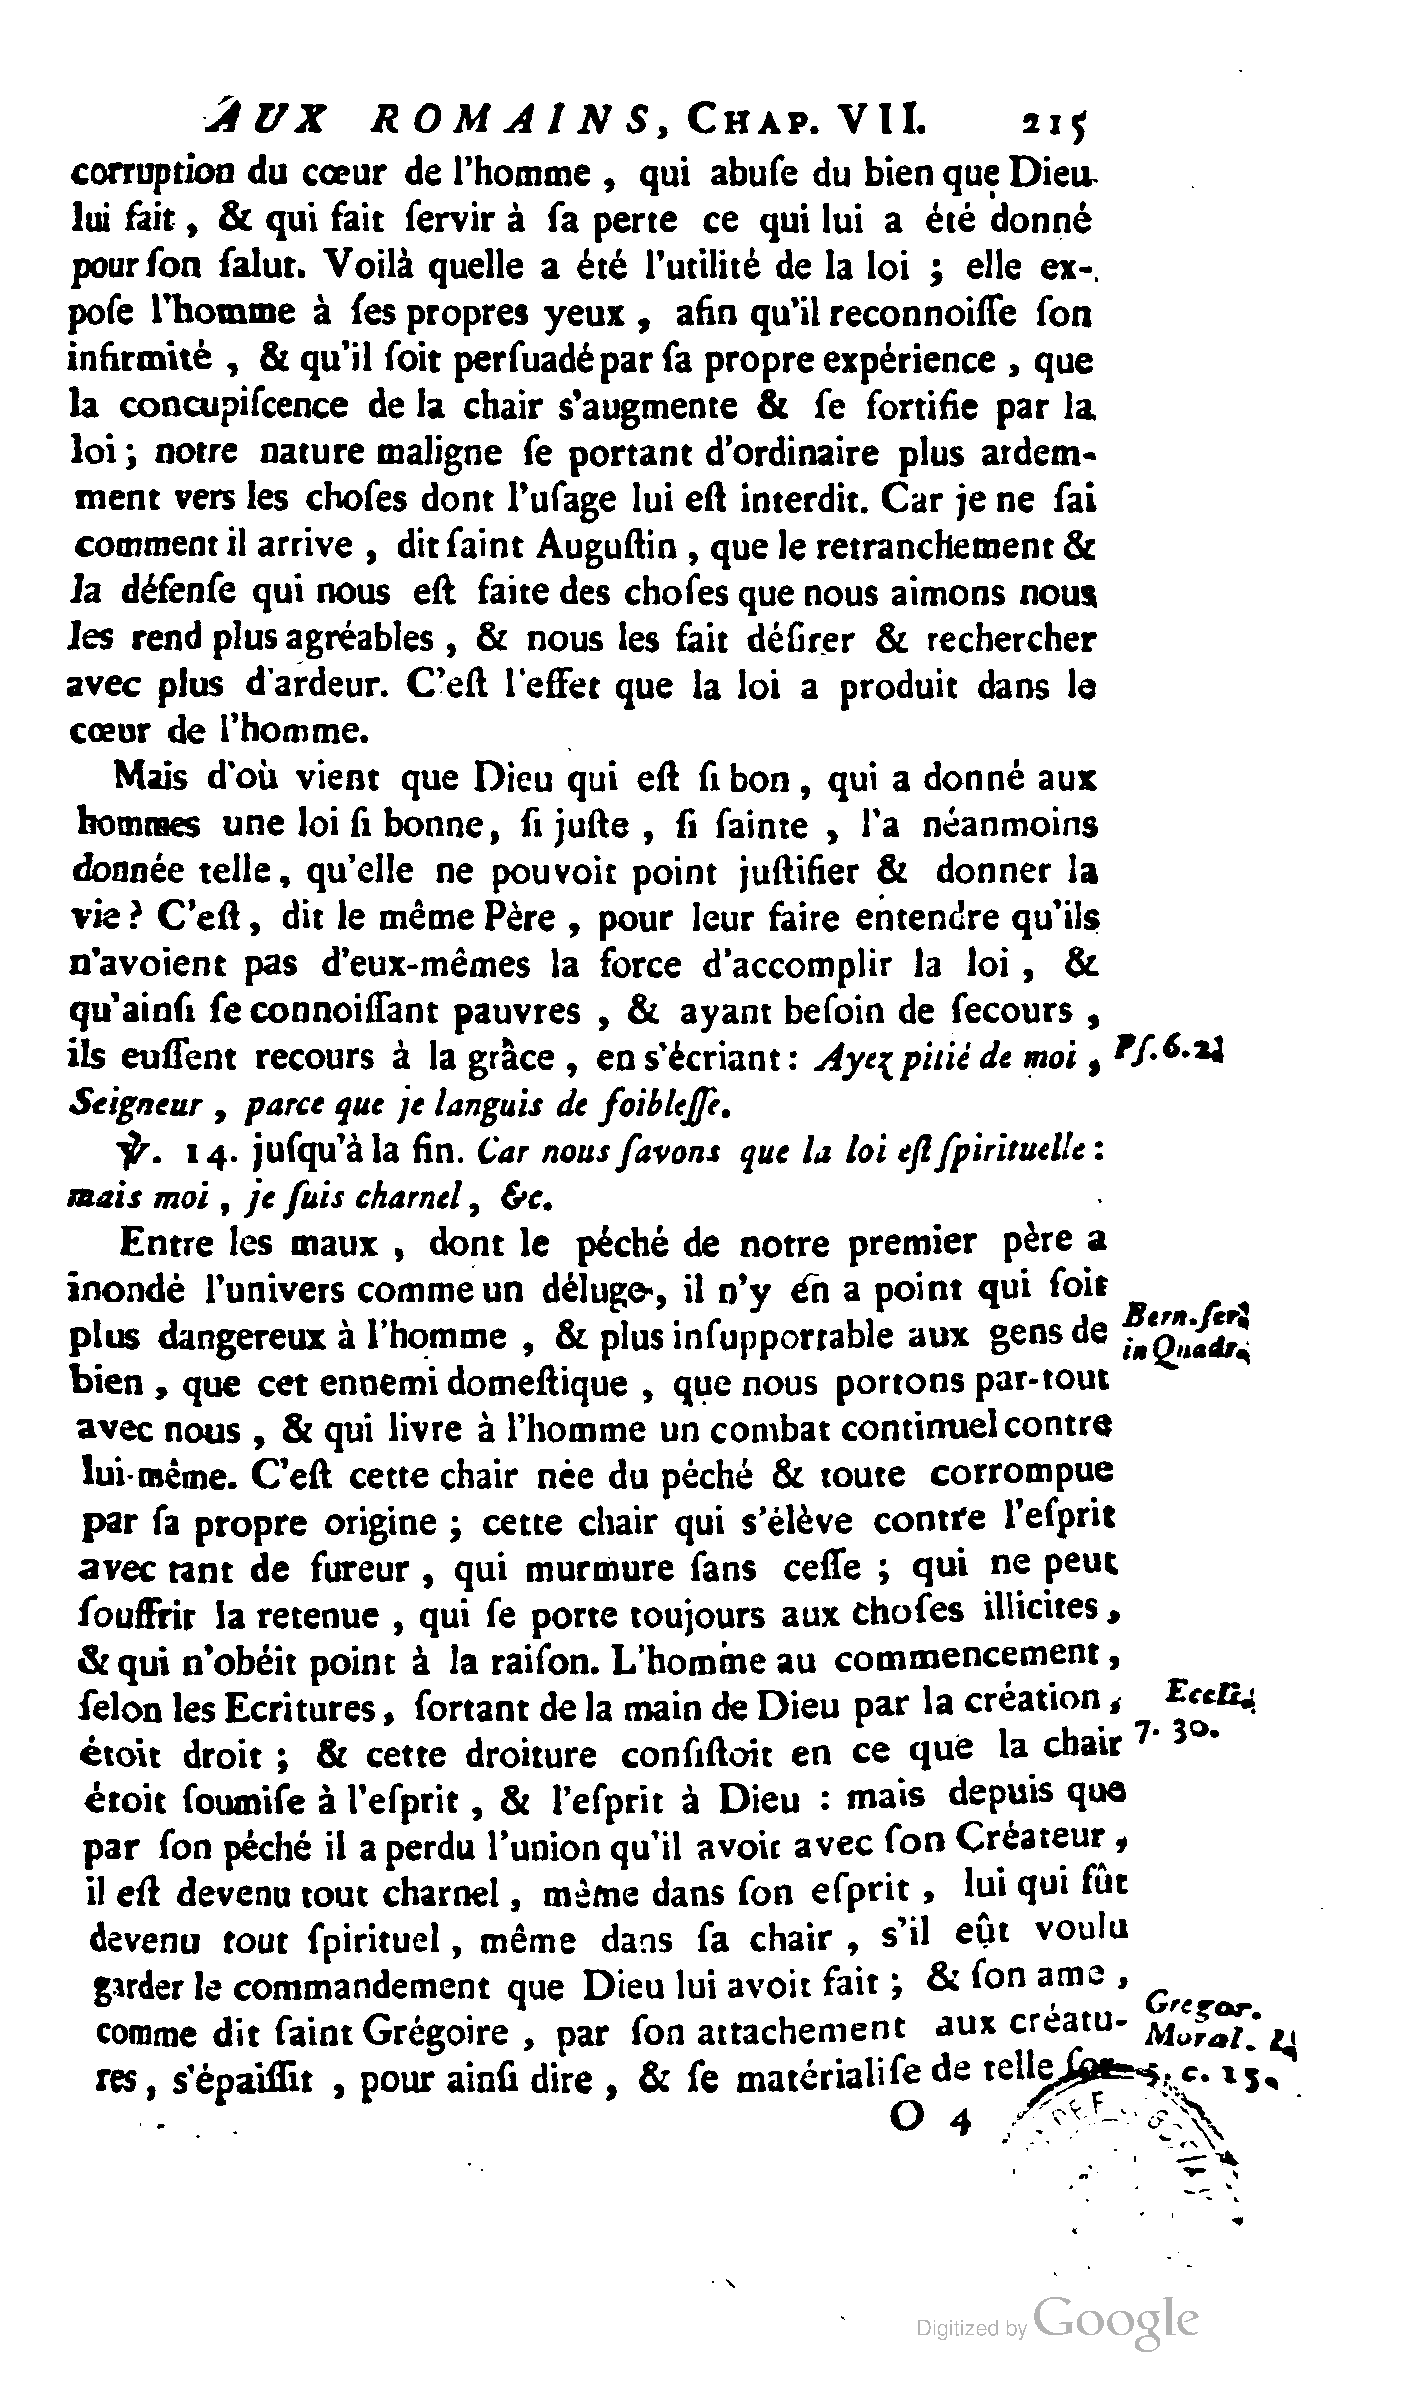 AUX ROMAINS, CHAP. VII. 215
corruption du cœur de l'homme, qui abuſe du bien que Dieu
lui fait, & qui fait ſervir à ſa perte ce qui lui a été donné
pour ſon ſalut. Voilà quelle a été l'utilité de la loi ; elle ex-
poſe l'homme à ſes propres yeux, afin qu'il reconnoiſſe ſon
infirmité, & qu'il ſoit perſuadé par ſa propre expérience, que
la concupiſcence de la chair s'augmente & ſe fortifie par la
loi ; notre nature maligne ſe portant d'ordinaire plus ardem-
ment vers les choſes dont l'uſage lui eſt interdit. Car je ne ſai
comment il arrive, dit ſaint Auguſtin, que le retranchement &
la défenſe qui nous eſt faite des choſes que nous aimons nous
les rend plus agréables, & nous les fait déſirer & rechercher
avec plus d'ardeur. C'eſt l'effet que la loi a produit dans le
cœur de l'homme.
Mais d'où vient que Dieu qui eſt ſi bon, qui a donné aux
hommes une loi ſi bonne, ſi juſte, ſi ſainte, l'a néanmoins
donnée telle, qu'elle ne pouvoit point juſtifier & donner la
vie ? C'eſt, dit le même Père, pour leur faire entendre qu'ils
n'avoient pas d'eux-mêmes la force d'accomplir la loi, &
qu'ainſi ſe connoiſſant pauvres, & ayant beſoin de ſecours,
ils euſſent recours à la grâce, en s'écriant : Ayez pitié de moi, Pſ. 6. 2.
Seigneur, parce que je languis de foibleſſe.
℣. 14. juſqu'à la fin. Car nous ſavons que la loi eſt ſpirituelle :
mais moi, je ſuis charnel, &c.
Entre les maux, dont le péché de notre premier père a
inondé l'univers comme un déluge, il n'y en a point qui ſoit
plus dangereux à l'homme, & plus inſupportable aux gens de
Bern. ſer.
in Quadr.
bien, que cet ennemi domeſtique, que nous portons par-tout
avec nous, & qui livre à l'homme un combat continuel contre
lui-même. C'eſt cette chair née du péché & toute corrompue
par ſa propre origine ; cette chair qui s'élève contre l'eſprit
avec tant de fureur, qui murmure ſans ceſſe ; qui ne peut
ſouffrir la retenue, qui ſe porte toujours aux choſes illicites,
& qui n'obéit point à la raiſon. L'homme au commencement,
ſelon les Ecritures, ſortant de la main de Dieu par la création, Eccli.
étoit droit ; & cette droiture conſiſtoit en ce que la chair 7. 30.
étoit ſoumiſe à l'eſprit, & l'eſprit à Dieu : mais depuis que
par ſon péché il a perdu l'union qu'il avoit avec ſon Créateur,
il eſt devenu tout charnel, même dans ſon eſprit, lui qui fût
devenu tout ſpirituel, même dans ſa chair, s'il eût voulu
garder le commandement que Dieu lui avoit fait ; & ſon ame,
comme dit ſaint Grégoire, par ſon attachement aux créatu-
Gregor.
Moral. l.
res, s'épaiſſit, pour ainſi dire, & ſe matérialiſe de telle ſor- 5. c. 15.
O 4
Digitized by Google